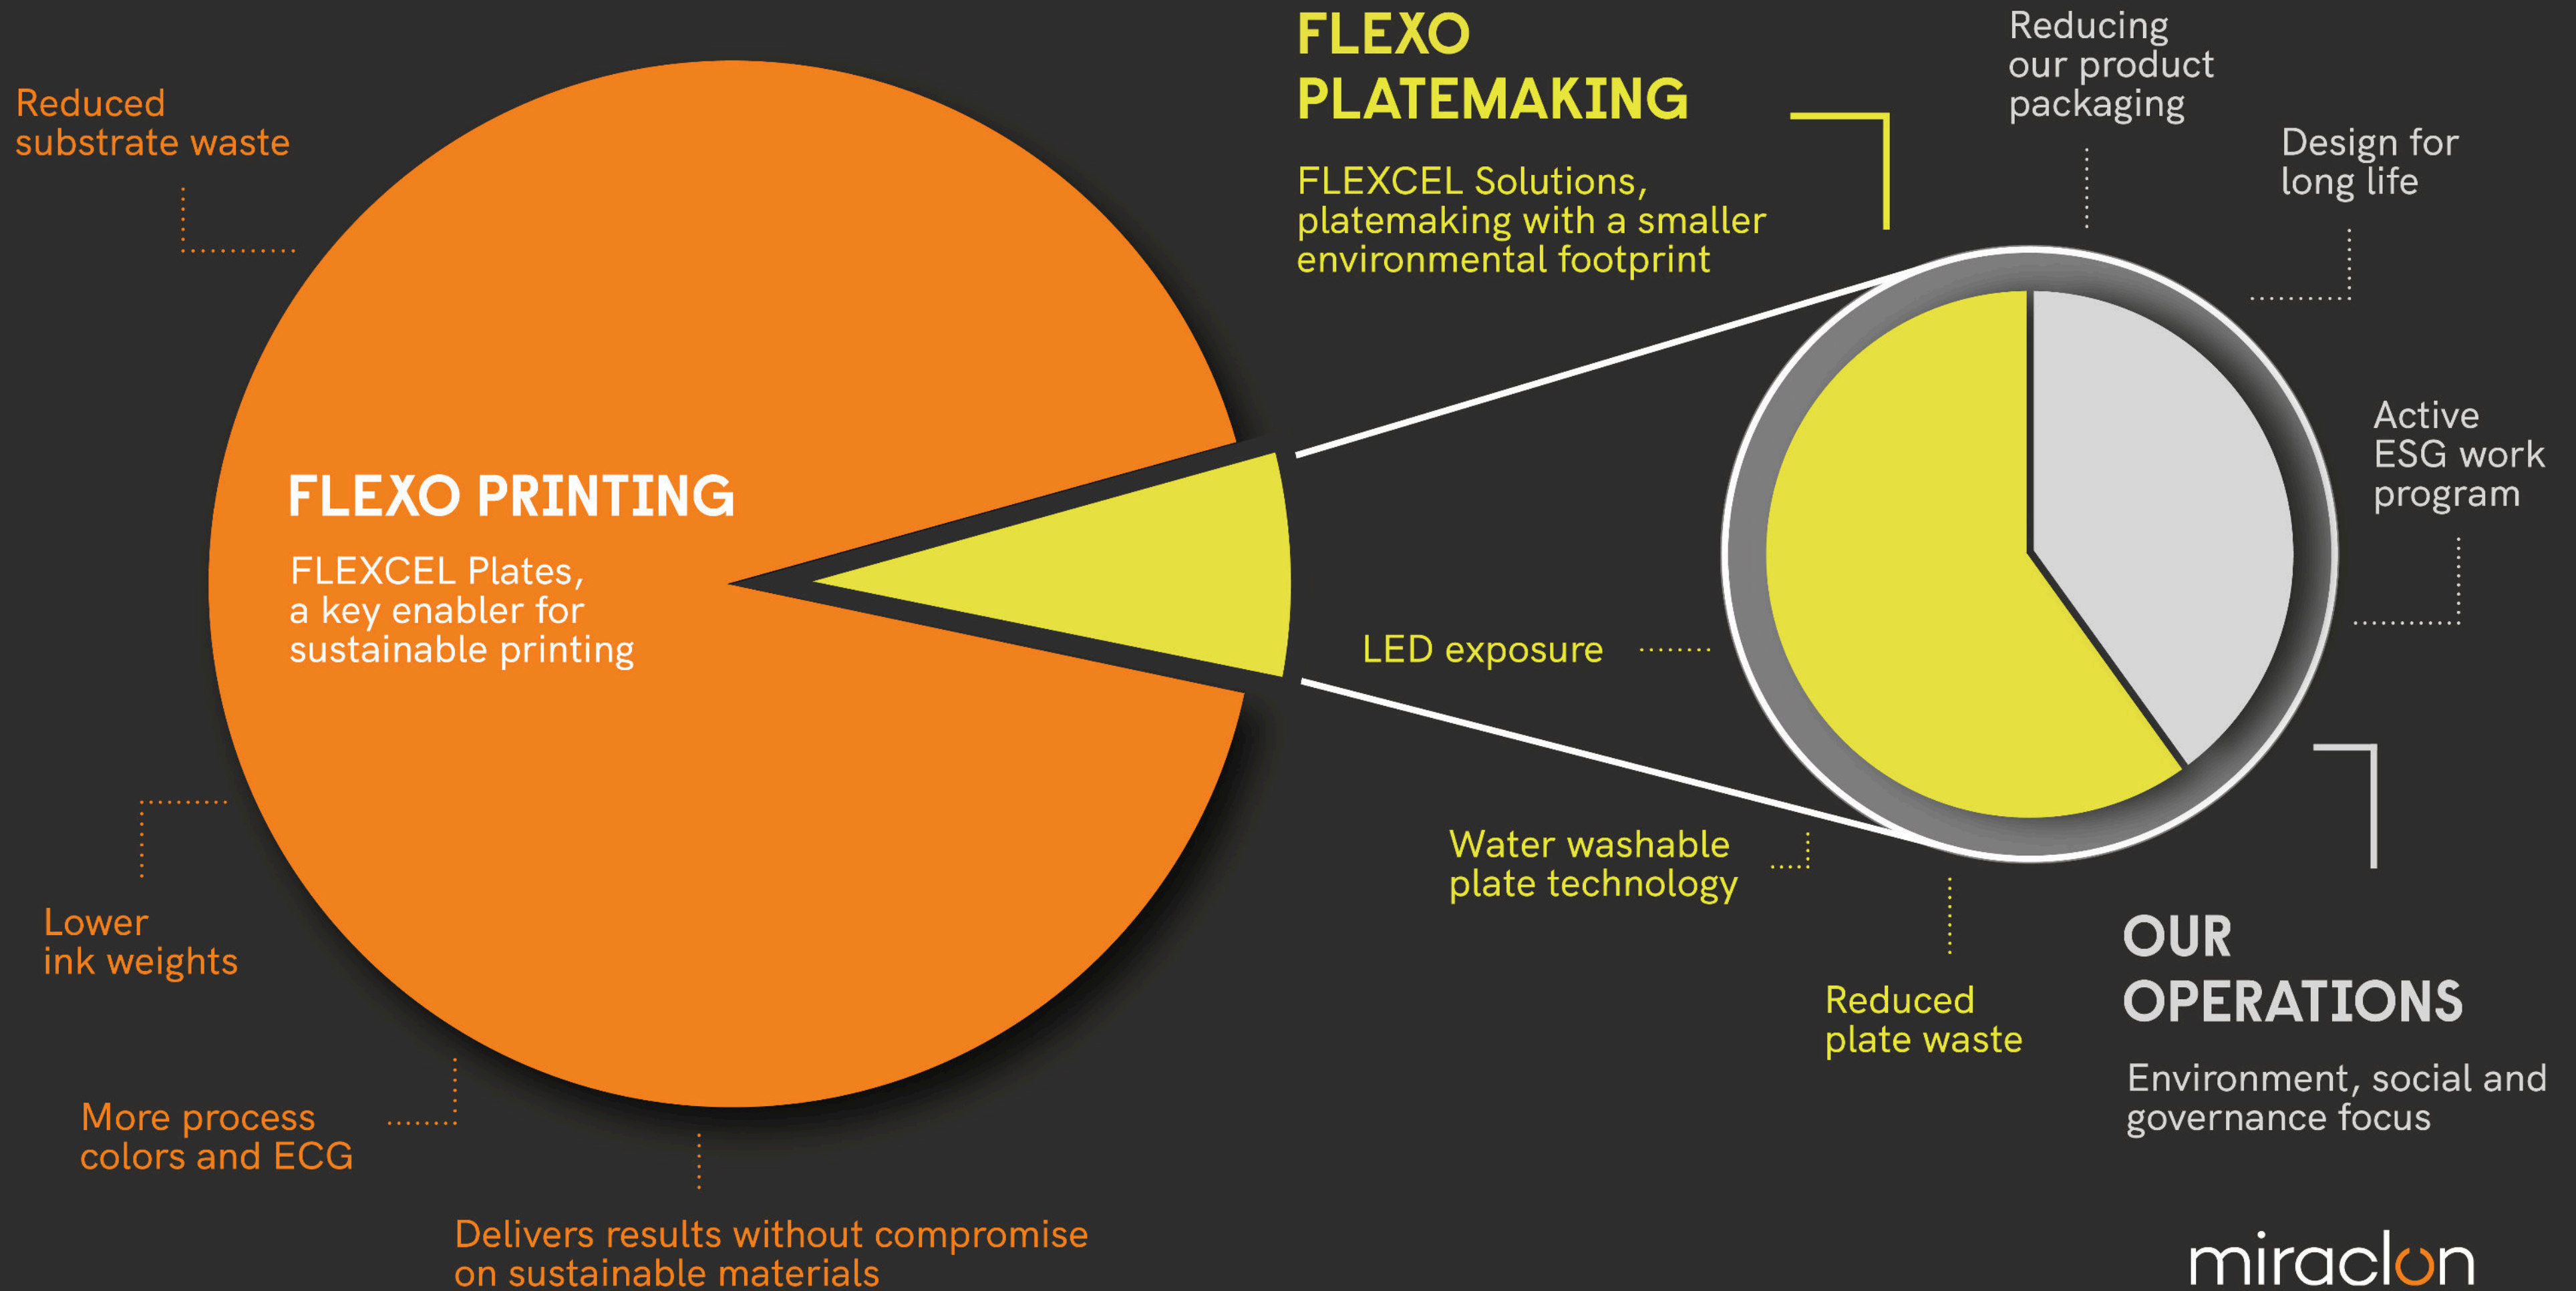 Reduced
substrate waste
FLEXO PRINTING
FLEXCEL Plates,
a key enabler for
sustainable printing
Lower
ink weights
More process
colors and ECG
Delivers results without compromise
on sustainable materials
FLEXO
PLATEMAKING
FLEXCEL Solutions,
platemaking with a smaller
environmental footprint
LED exposure
Water washable
plate technology
Reduced
plate waste
Reducing
our product
packaging
Design for
long life
Active
ESG work
program
OUR
OPERATIONS
Environment, social and
governance focus
miraclon